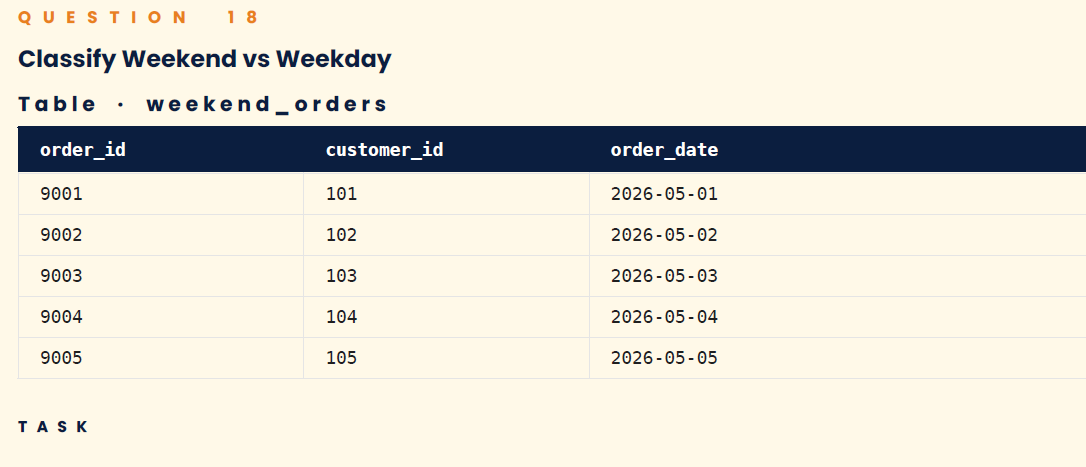 QUESTION 18
Classify Weekend vs Weekday
Table · weekend_orders
order_id customer_id order_date
9001 101 2026-05-01
9002 102 2026-05-02
9003 103 2026-05-03
9004 104 2026-05-04
9005 105 2026-05-05
TASK